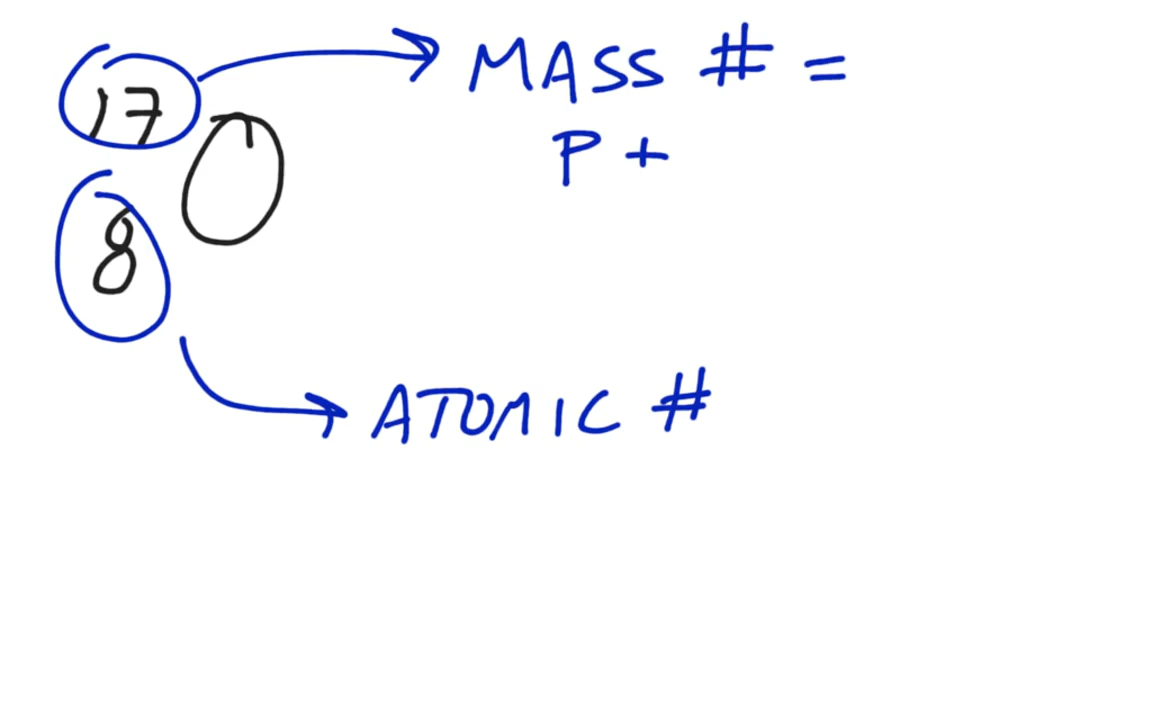 17 → MASS # =
O P +
8
→ ATOMIC #